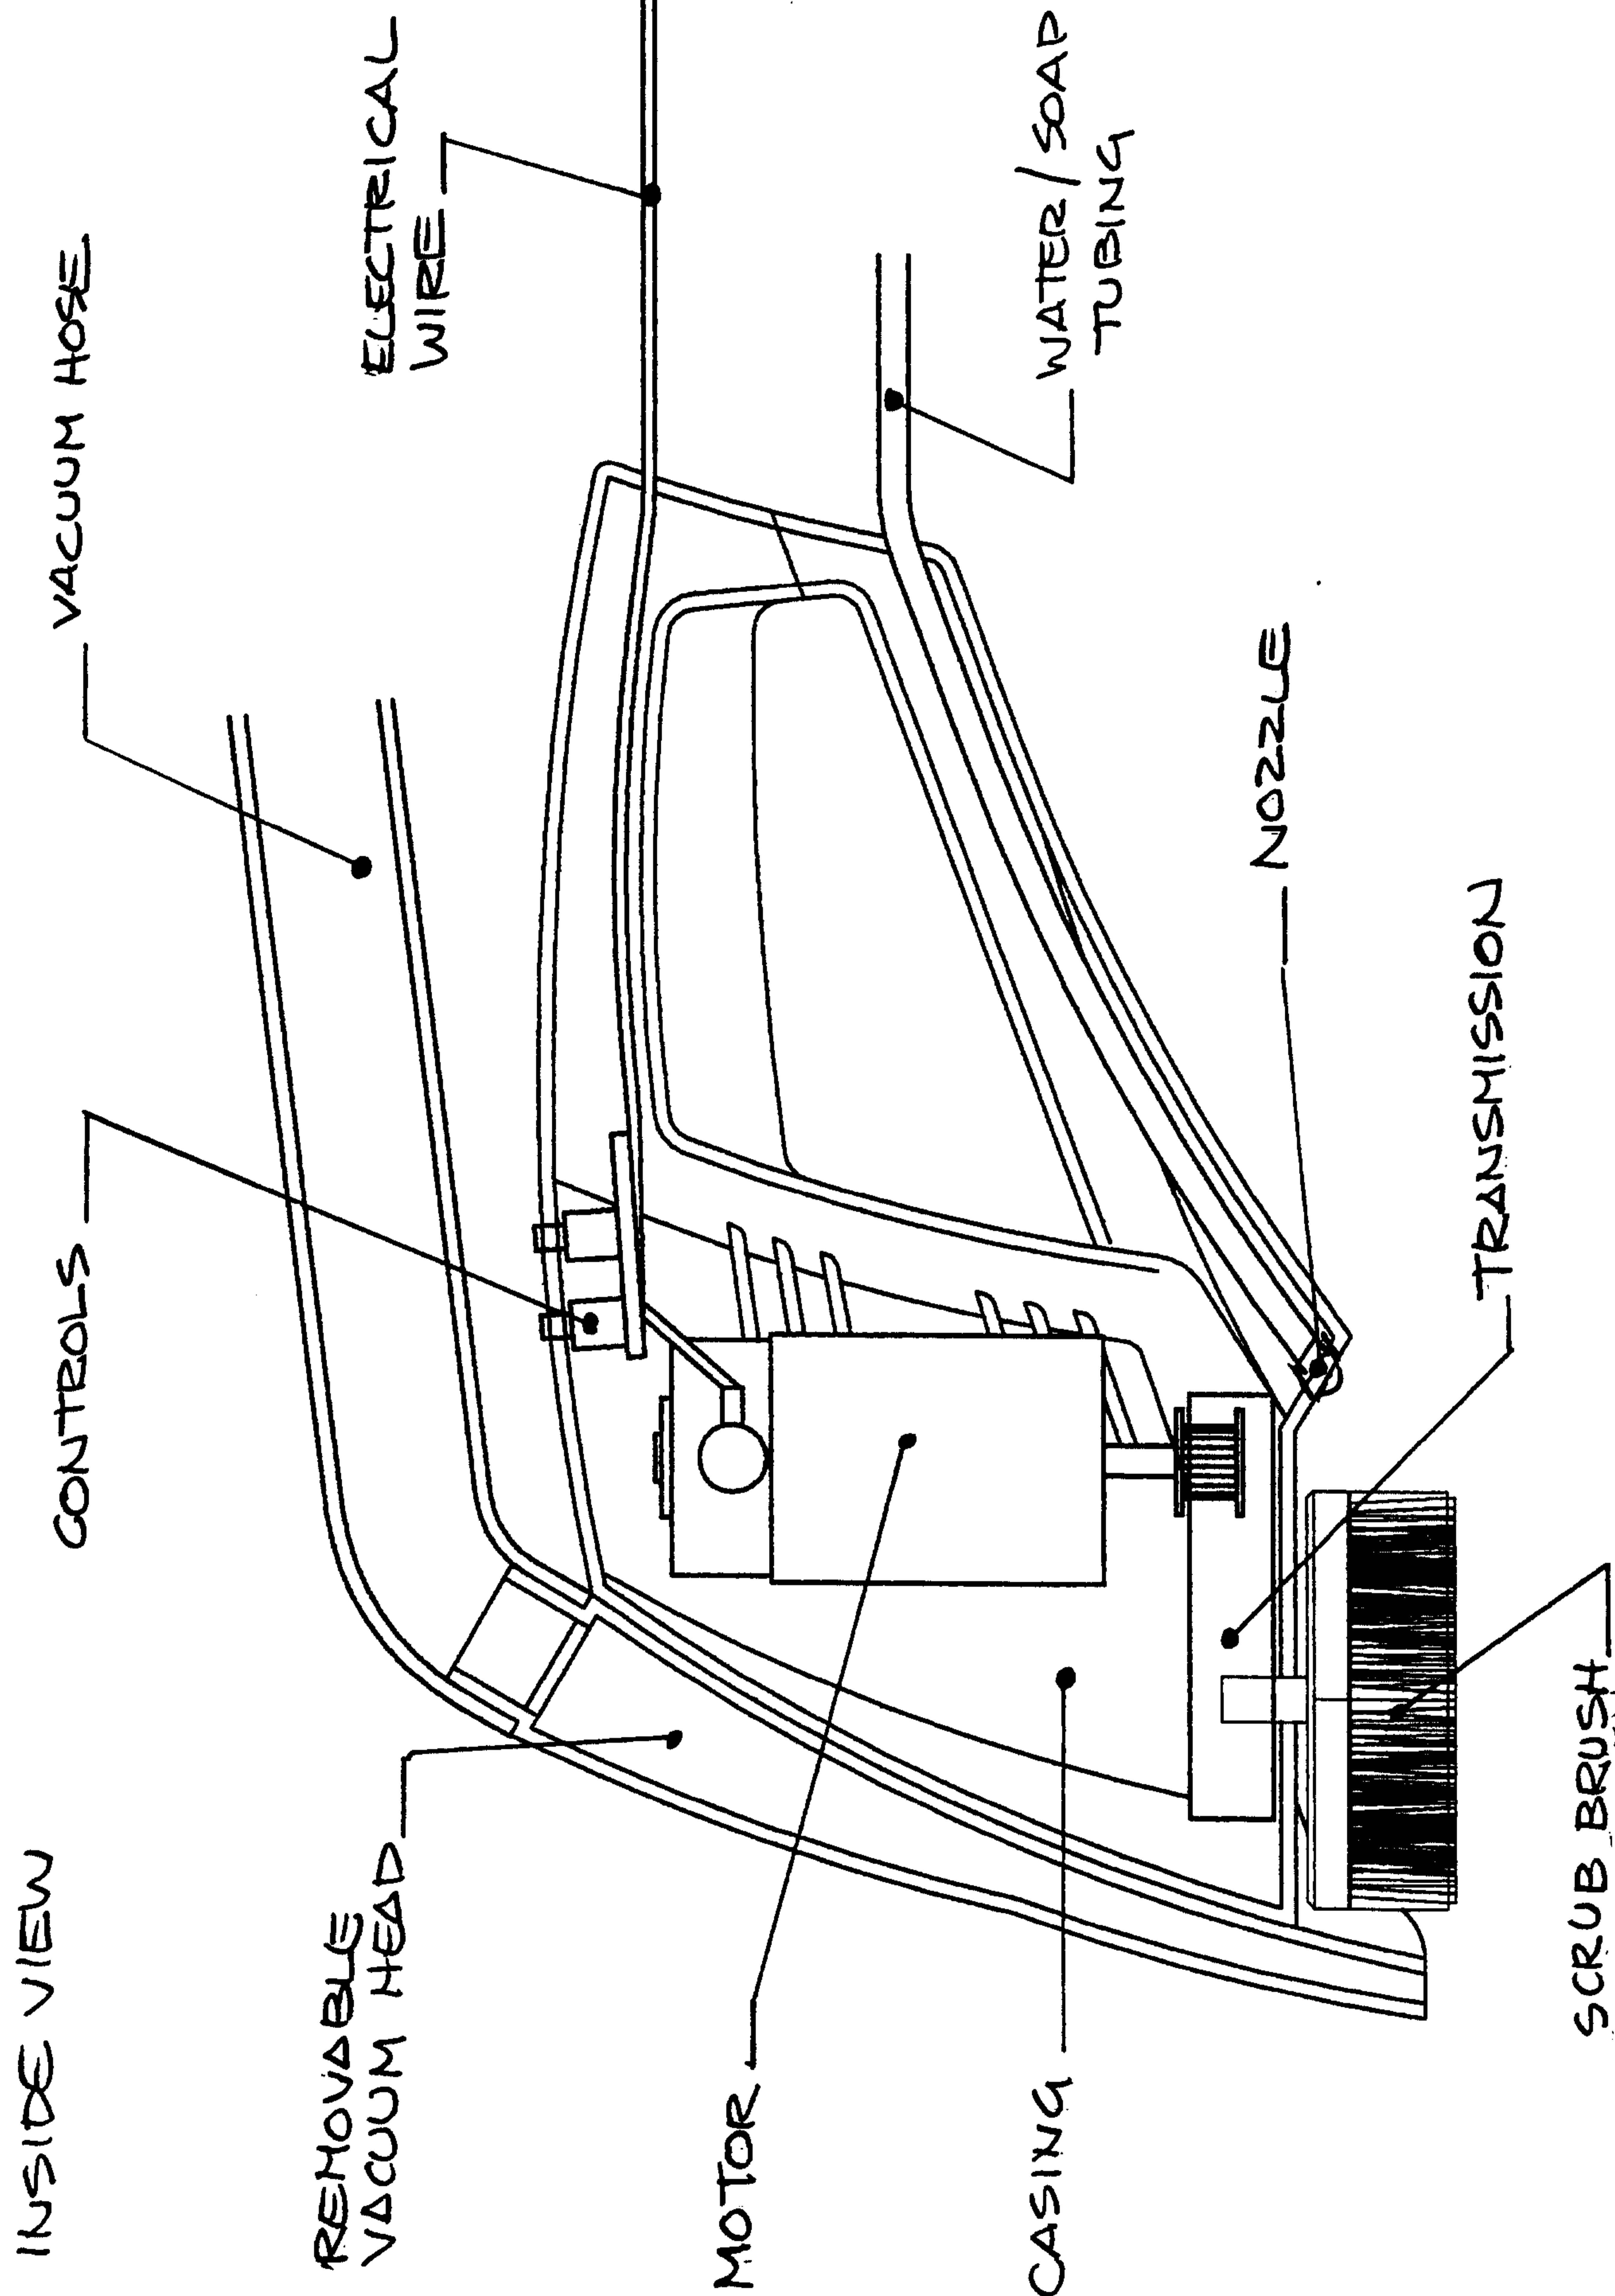 INSIDE VIEW
CONTROLS
VACUUM HOSE
REMOVABLE
VACUUM HEAD
ELECTRICAL
WIRE
MOTOR
CASING
WATER/SOAP
TUBING
NOZZLE
TRANSMISSION
SCRUB BRUSH